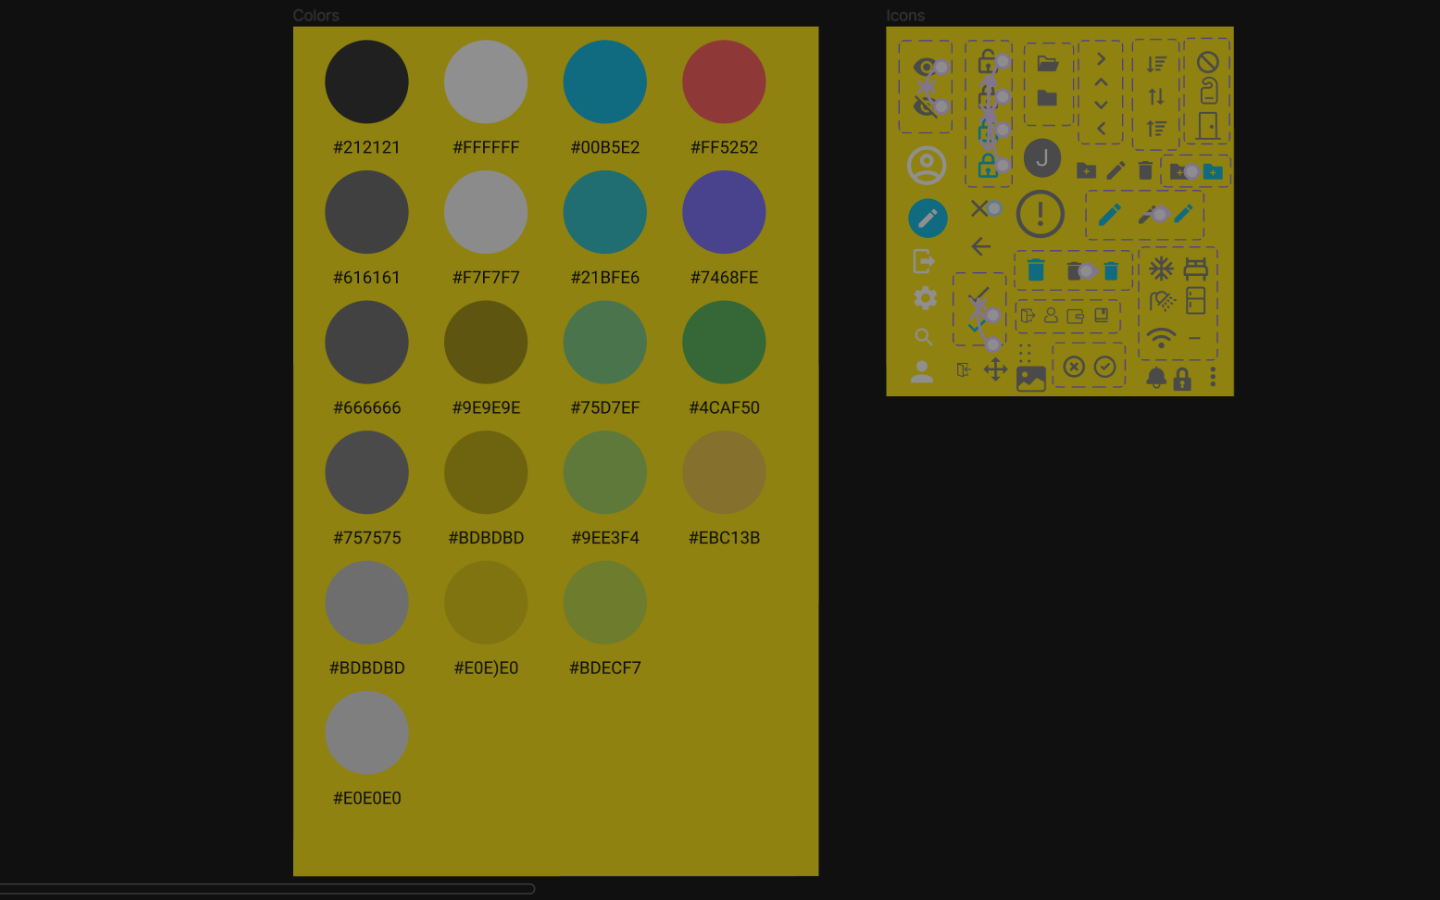 Colors
Icons
#212121
#FFFFFF
#00B5E2
#FF5252
#616161
#F7F7F7
#21BFE6
#7468FE
#666666
#9E9E9E
#75D7EF
#4CAF50
#757575
#BDBDBD
#9EE3F4
#EBC13B
#BDBDBD
#E0E)E0
#BDECF7
#E0E0E0
J